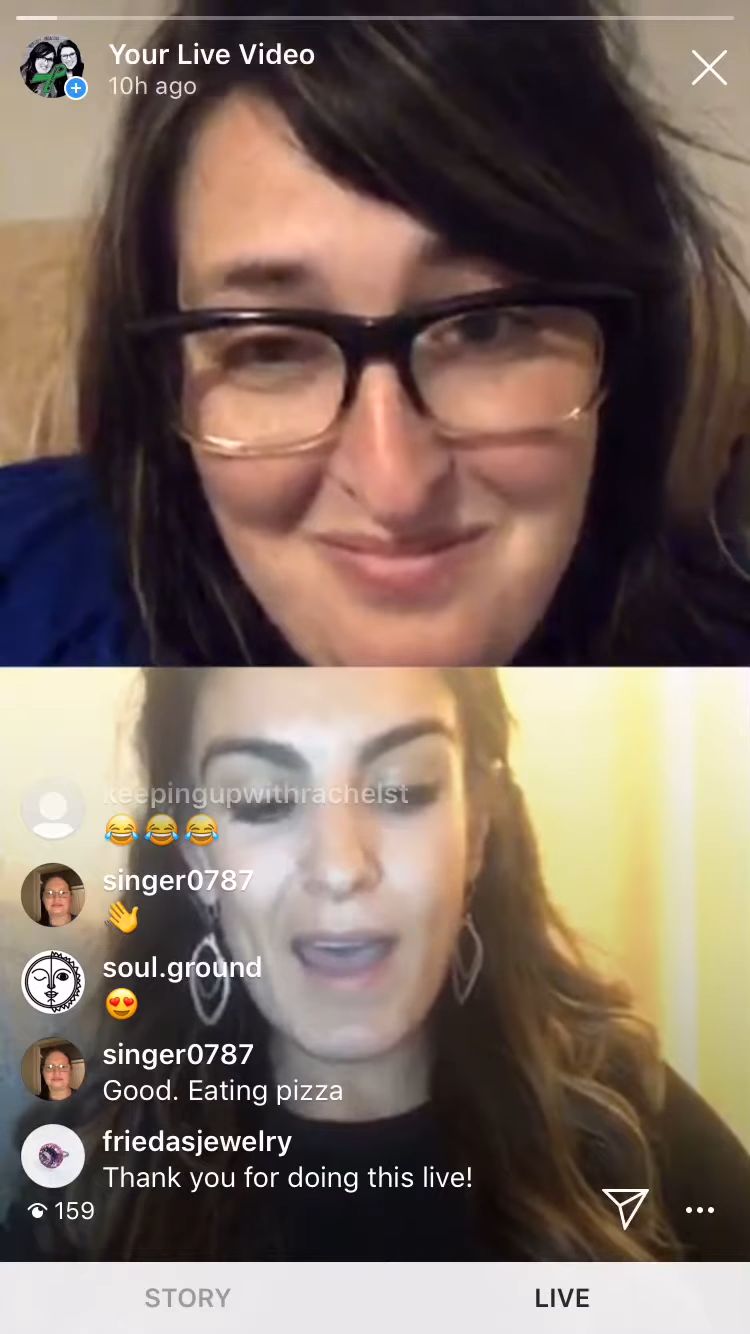 Your Live Video
10h ago
keepingupwithrachelst
😂😂😂
singer0787
👋
soul.ground
😍
singer0787
Good. Eating pizza
friedasjewelry
Thank you for doing this live!
159
STORY
LIVE